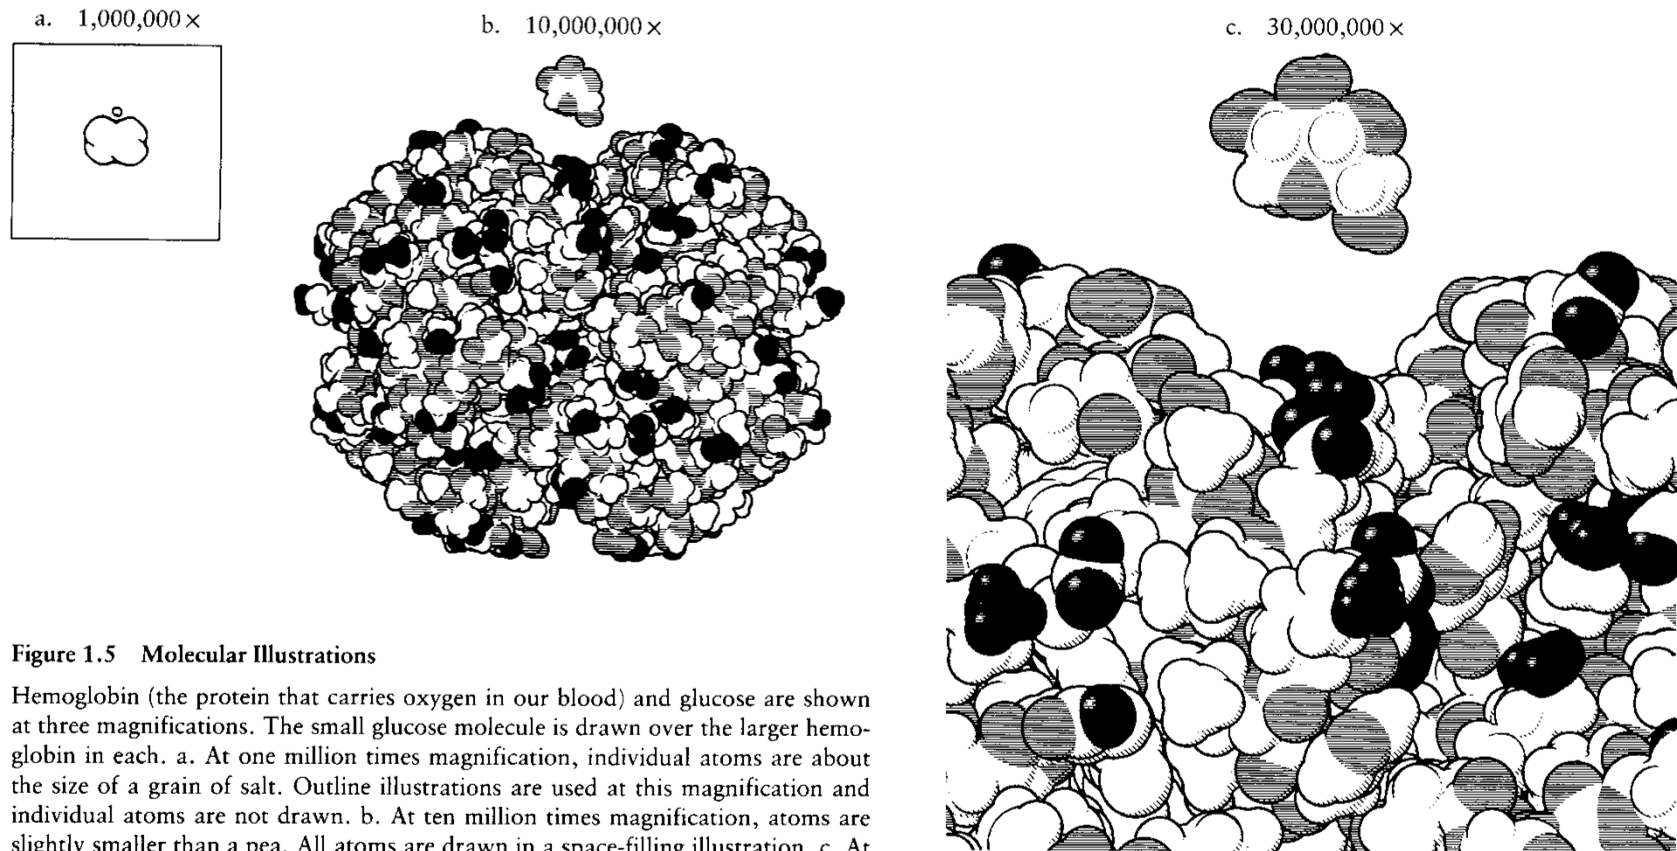 a. 1,000,000 ×
b. 10,000,000 ×
c. 30,000,000 ×
Figure 1.5 Molecular Illustrations
Hemoglobin (the protein that carries oxygen in our blood) and glucose are shown
at three magnifications. The small glucose molecule is drawn over the larger hemo-
globin in each. a. At one million times magnification, individual atoms are about
the size of a grain of salt. Outline illustrations are used at this magnification and
individual atoms are not drawn. b. At ten million times magnification, atoms are
slightly smaller than a pea. All atoms are drawn in a space-filling illustration. c. At